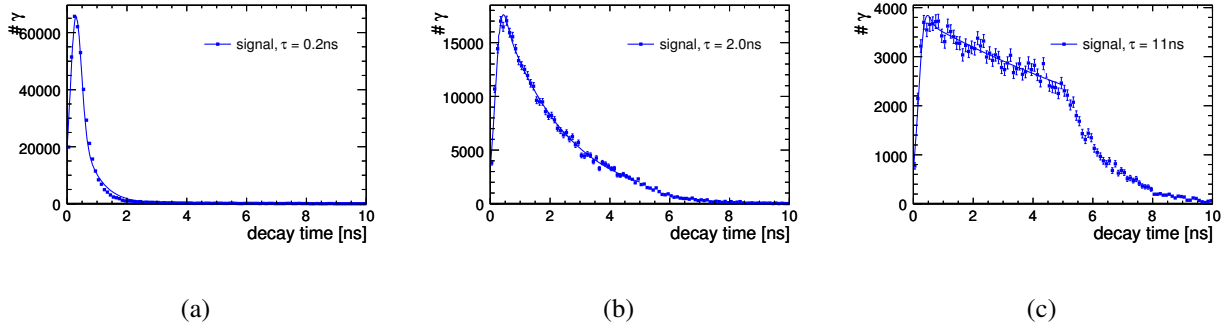 # γ
60000
40000
20000
0
signal, τ = 0.2ns
0 2 4 6 8 10
decay time [ns]
(a)
# γ
15000
10000
5000
0
signal, τ = 2.0ns
0 2 4 6 8 10
decay time [ns]
(b)
# γ
4000
3000
2000
1000
0
signal, τ = 11ns
0 2 4 6 8 10
decay time [ns]
(c)